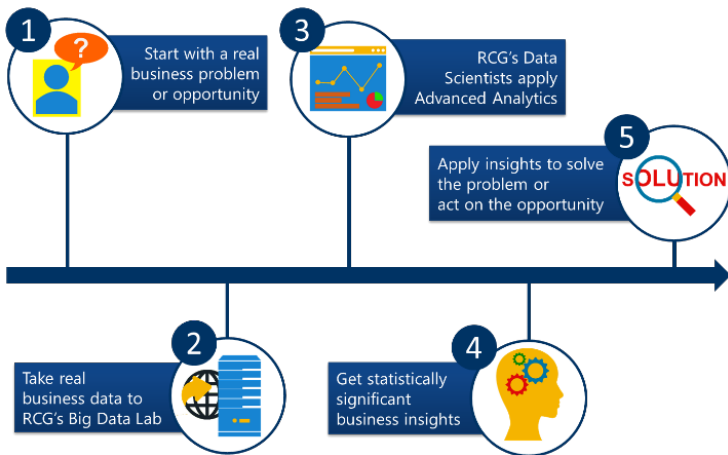 1
?
Start with a real
business problem
or opportunity
2
Take real
business data to
RCG's Big Data Lab
3
RCG's Data
Scientists apply
Advanced Analytics
4
Get statistically
significant
business insights
5
Apply insights to solve
the problem or
act on the opportunity
SOLUTION